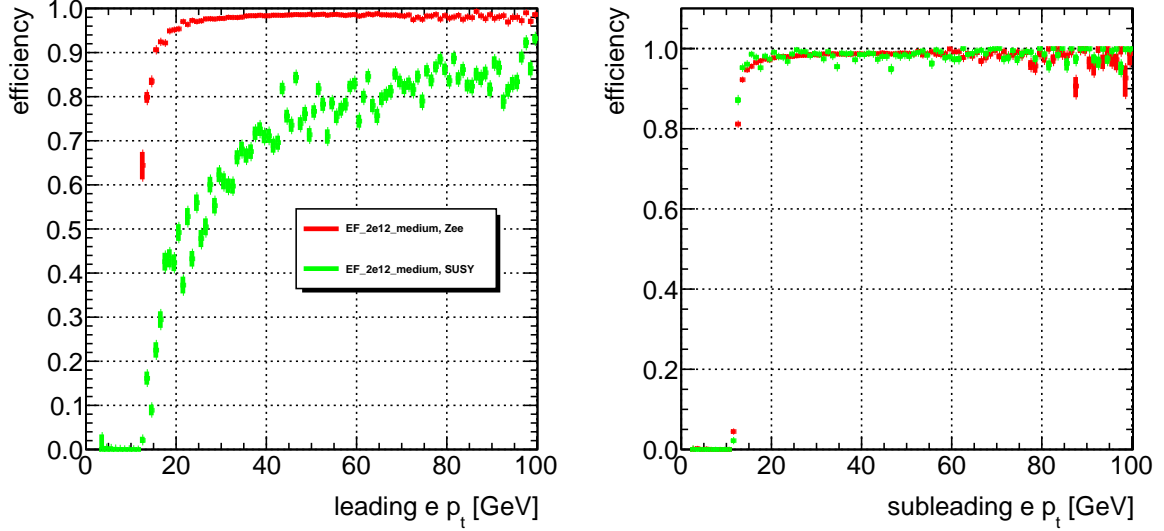 efficiency
1.0
0.9
0.8
0.7
0.6
0.5
0.4
0.3
0.2
0.1
0.0
0 20 40 60 80 100
leading e p_t [GeV]
EF_2e12_medium, Zee
EF_2e12_medium, SUSY
efficiency
1.0
0.8
0.6
0.4
0.2
0.0
0 20 40 60 80 100
subleading e p_t [GeV]